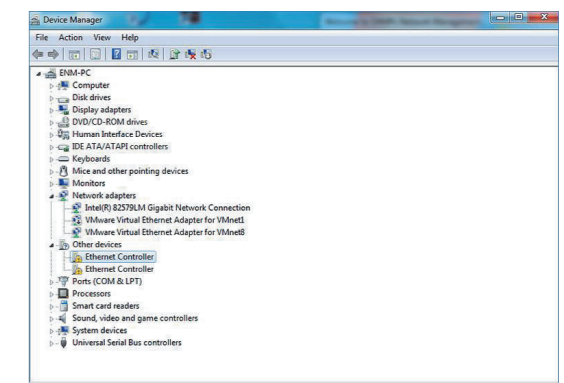 Device Manager
File Action View Help
ENM-PC
Computer
Disk drives
Display adapters
DVD/CD-ROM drives
Human Interface Devices
IDE ATA/ATAPI controllers
Keyboards
Mice and other pointing devices
Monitors
Network adapters
Intel(R) 82579LM Gigabit Network Connection
VMware Virtual Ethernet Adapter for VMnet1
VMware Virtual Ethernet Adapter for VMnet8
Other devices
Ethernet Controller
Ethernet Controller
Ports (COM & LPT)
Processors
Smart card readers
Sound, video and game controllers
System devices
Universal Serial Bus controllers